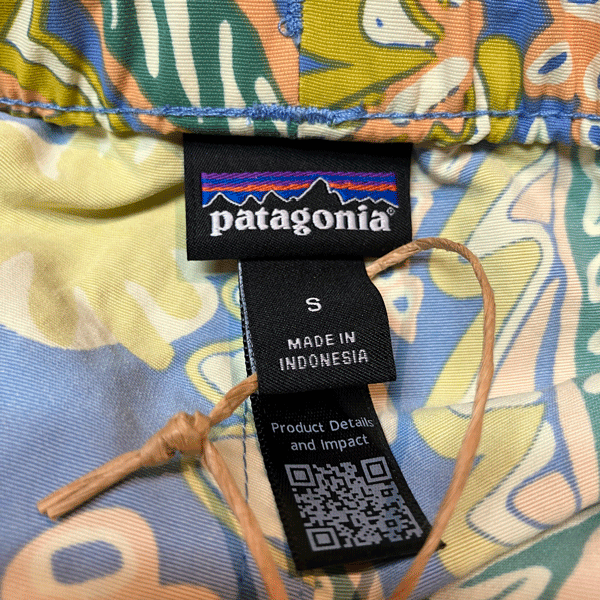 patagonia®
S
MADE IN
INDONESIA
Product Details
and Impact